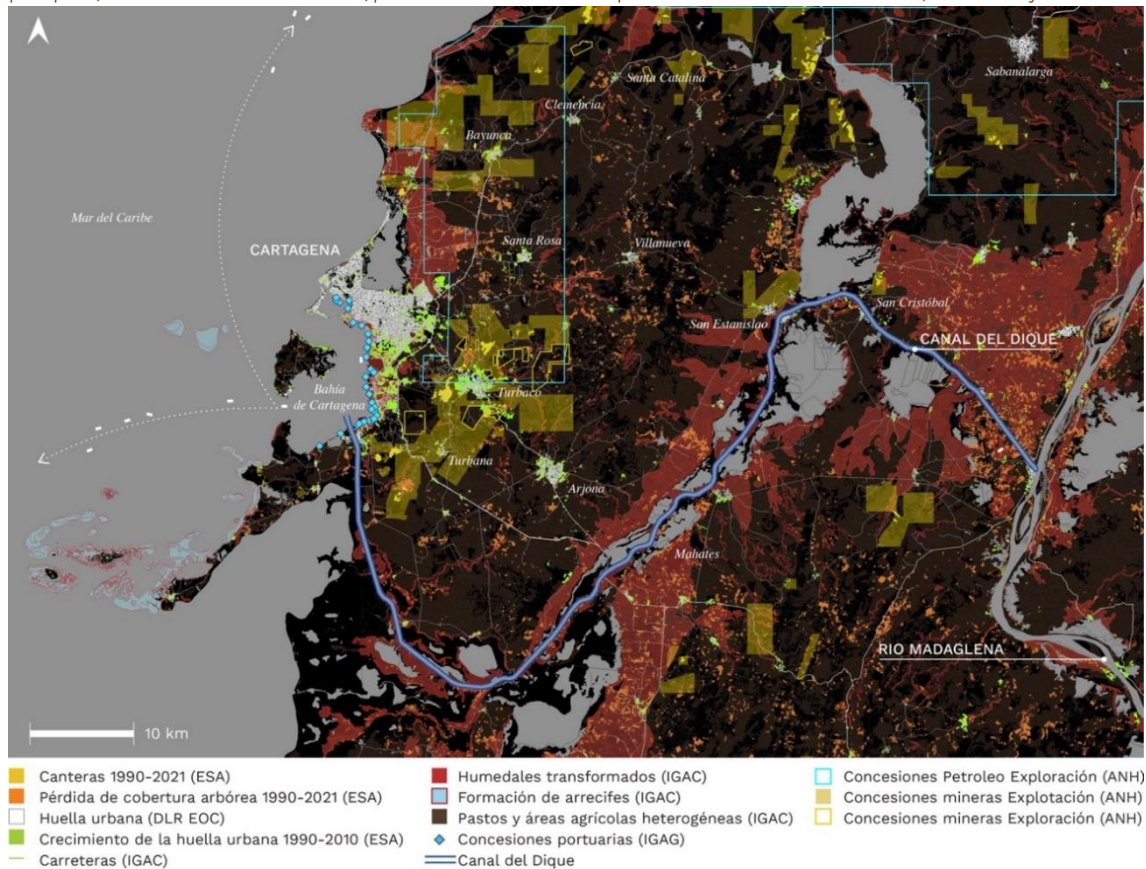 Santa Catalina
Sabanalarga
Clemencia
Bayunca
Mar del Caribe
CARTAGENA
Santa Rosa
Villanueva
San Cristóbal
San Estanislao
CANAL DEL DIQUE
Bahía
de Cartagena
Turbaco
Turbana
Arjona
Mahates
RIO MADAGLENA
10 km
Canteras 1990-2021 (ESA)
Pérdida de cobertura arbórea 1990-2021 (ESA)
Huella urbana (DLR EOC)
Crecimiento de la huella urbana 1990-2010 (ESA)
Carreteras (IGAC)
Humedales transformados (IGAC)
Formación de arrecifes (IGAC)
Pastos y áreas agrícolas heterogéneas (IGAC)
Concesiones portuarias (IGAG)
Canal del Dique
Concesiones Petroleo Exploración (ANH)
Concesiones mineras Explotación (ANH)
Concesiones mineras Exploración (ANH)